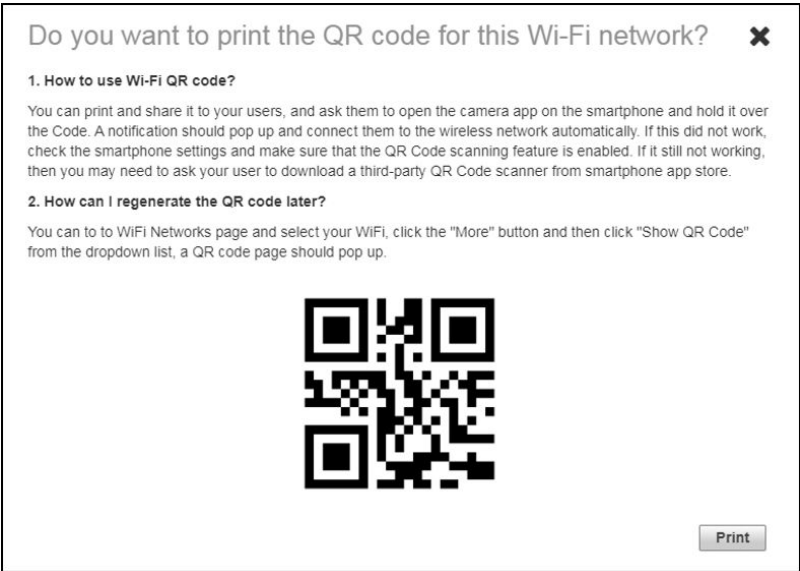 Do you want to print the QR code for this Wi-Fi network?
1. How to use Wi-Fi QR code?
You can print and share it to your users, and ask them to open the camera app on the smartphone and hold it over
the Code. A notification should pop up and connect them to the wireless network automatically. If this did not work,
check the smartphone settings and make sure that the QR Code scanning feature is enabled. If it still not working,
then you may need to ask your user to download a third-party QR Code scanner from smartphone app store.
2. How can I regenerate the QR code later?
You can to to WiFi Networks page and select your WiFi, click the "More" button and then click "Show QR Code"
from the dropdown list, a QR code page should pop up.
Print